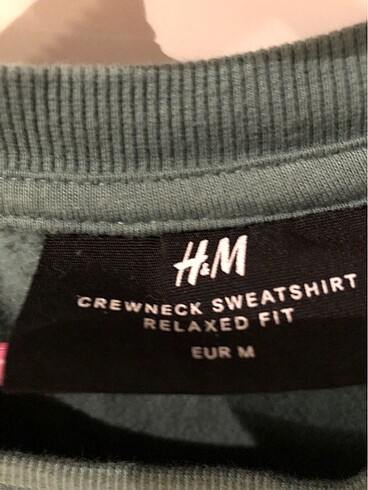 H&M
CREWNECK SWEATSHIRT
RELAXED FIT
EUR M